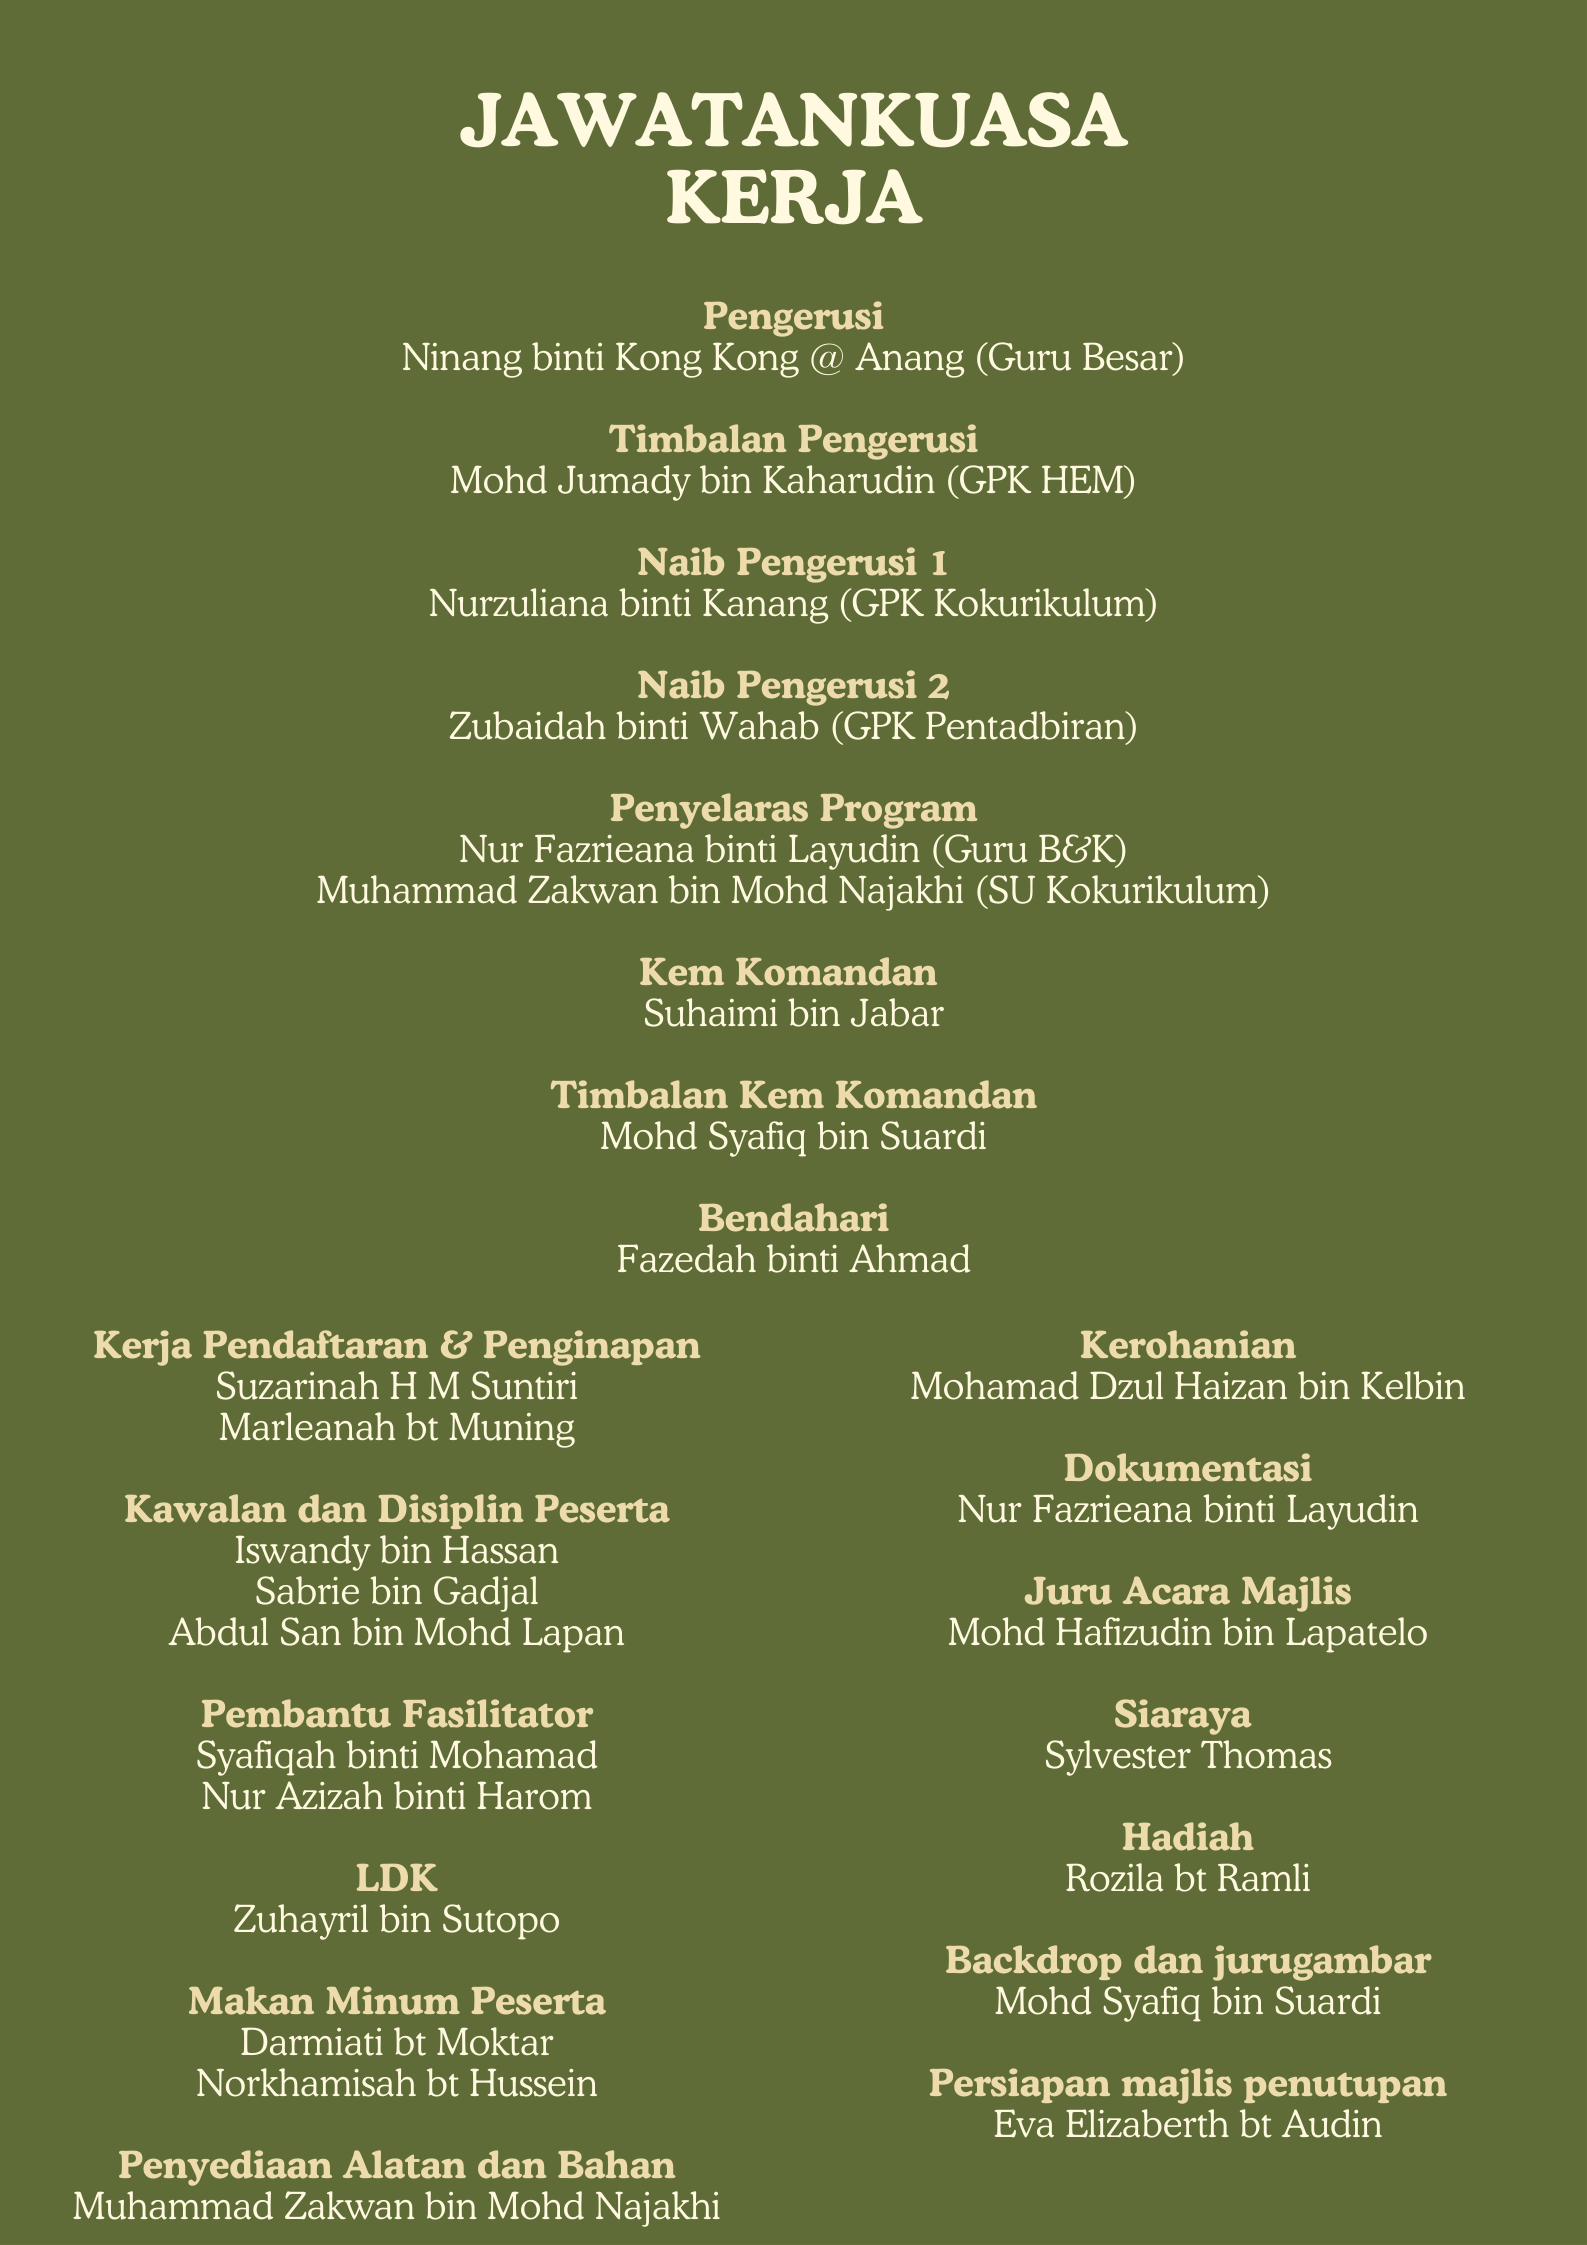 JAWATANKUASA
KERJA
Pengerusi
Ninang binti Kong Kong @ Anang (Guru Besar)
Timbalan Pengerusi
Mohd Jumady bin Kaharudin (GPK HEM)
Naib Pengerusi 1
Nurzuliana binti Kanang (GPK Kokurikulum)
Naib Pengerusi 2
Zubaidah binti Wahab (GPK Pentadbiran)
Penyelaras Program
Nur Fazrieana binti Layudin (Guru B&K)
Muhammad Zakwan bin Mohd Najakhi (SU Kokurikulum)
Kem Komandan
Suhaimi bin Jabar
Timbalan Kem Komandan
Mohd Syafiq bin Suardi
Bendahari
Fazedah binti Ahmad
Kerja Pendaftaran & Penginapan
Suzarinah H M Suntiri
Marleanah bt Muning
Kawalan dan Disiplin Peserta
Iswandy bin Hassan
Sabrie bin Gadjal
Abdul San bin Mohd Lapan
Pembantu Fasilitator
Syafiqah binti Mohamad
Nur Azizah binti Harom
LDK
Zuhayril bin Sutopo
Makan Minum Peserta
Darmiati bt Moktar
Norkhamisah bt Hussein
Penyediaan Alatan dan Bahan
Muhammad Zakwan bin Mohd Najakhi
Kerohanian
Mohamad Dzul Haizan bin Kelbin
Dokumentasi
Nur Fazrieana binti Layudin
Juru Acara Majlis
Mohd Hafizudin bin Lapatelo
Siaraya
Sylvester Thomas
Hadiah
Rozila bt Ramli
Backdrop dan jurugambar
Mohd Syafiq bin Suardi
Persiapan majlis penutupan
Eva Elizaberth bt Audin